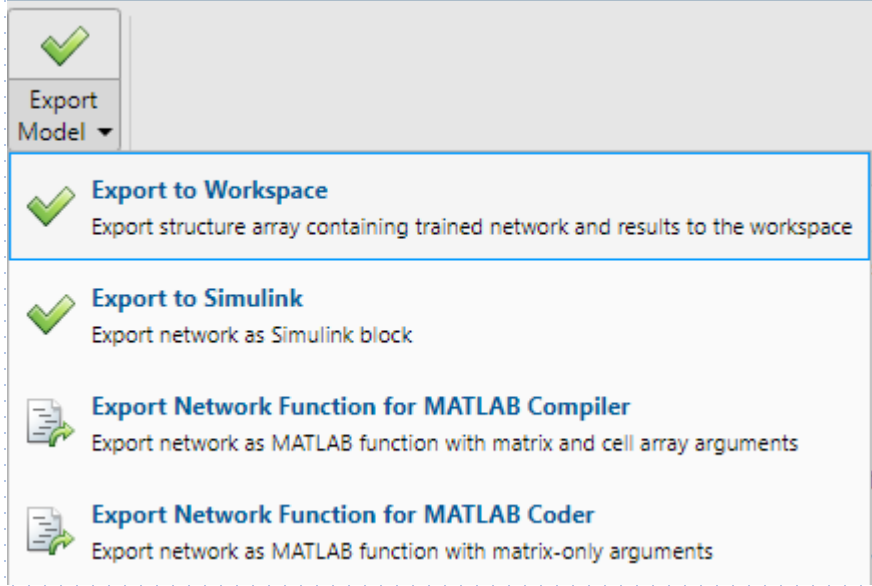 Export
Model
Export to Workspace
Export structure array containing trained network and results to the workspace
Export to Simulink
Export network as Simulink block
Export Network Function for MATLAB Compiler
Export network as MATLAB function with matrix and cell array arguments
Export Network Function for MATLAB Coder
Export network as MATLAB function with matrix-only arguments